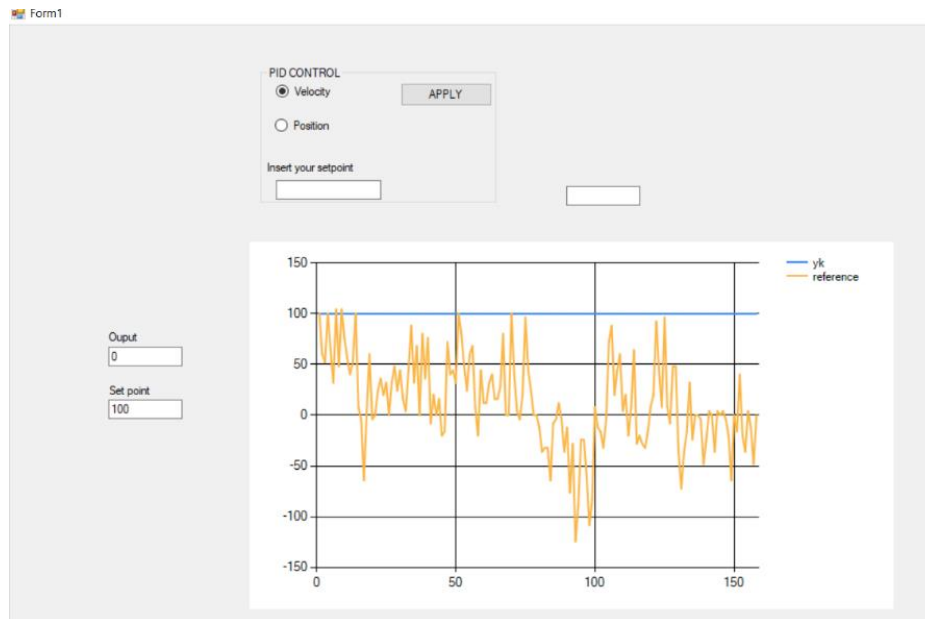 Form1
PID CONTROL
Velocity
APPLY
Position
Insert your setpoint
yk
reference
150
100
50
0
-50
-100
-150
0 50 100 150
Ouput
0
Set point
100